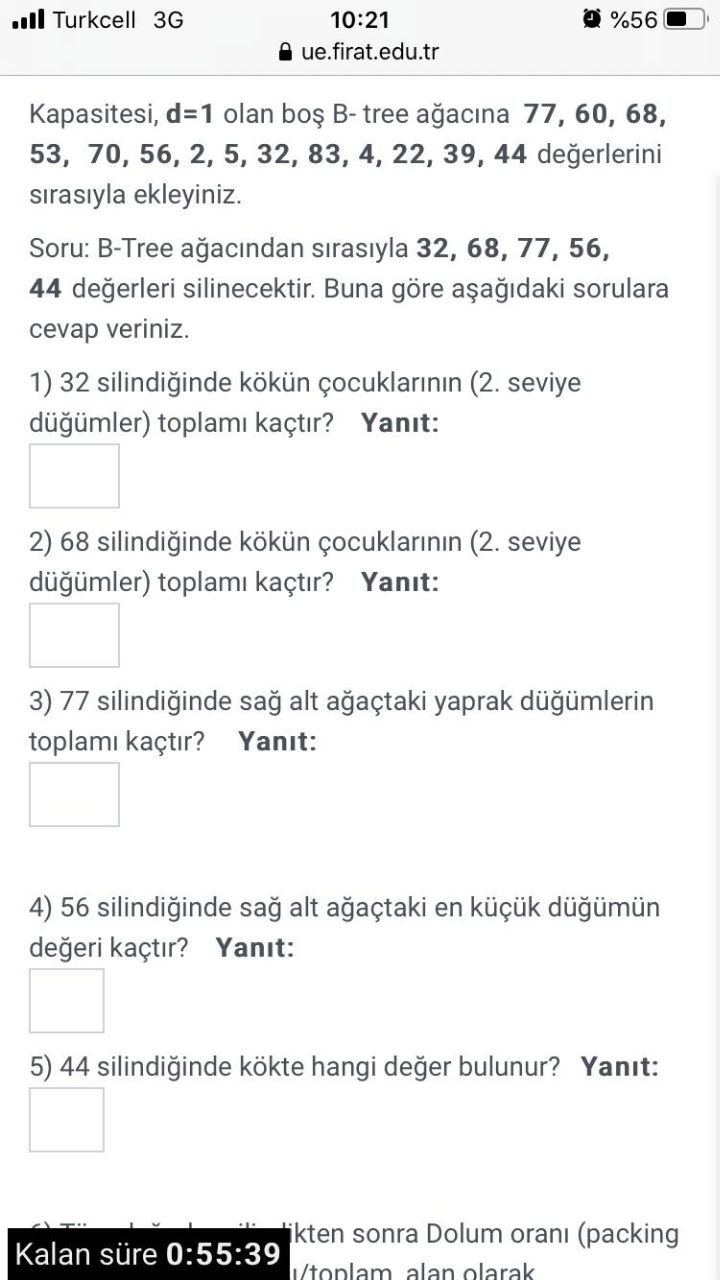 Turkcell 3G 10:21 %56
ue.firat.edu.tr
Kapasitesi, d=1 olan boş B- tree ağacına 77, 60, 68,
53, 70, 56, 2, 5, 32, 83, 4, 22, 39, 44 değerlerini
sırasıyla ekleyiniz.
Soru: B-Tree ağacından sırasıyla 32, 68, 77, 56,
44 değerleri silinecektir. Buna göre aşağıdaki sorulara
cevap veriniz.
1) 32 silindiğinde kökün çocuklarının (2. seviye
düğümler) toplamı kaçtır? Yanıt:
2) 68 silindiğinde kökün çocuklarının (2. seviye
düğümler) toplamı kaçtır? Yanıt:
3) 77 silindiğinde sağ alt ağaçtaki yaprak düğümlerin
toplamı kaçtır? Yanıt:
4) 56 silindiğinde sağ alt ağaçtaki en küçük düğümün
değeri kaçtır? Yanıt:
5) 44 silindiğinde kökte hangi değer bulunur? Yanıt:
sonra Dolum oranı (packing
Kalan süre 0:55:39
toplam alan olarak